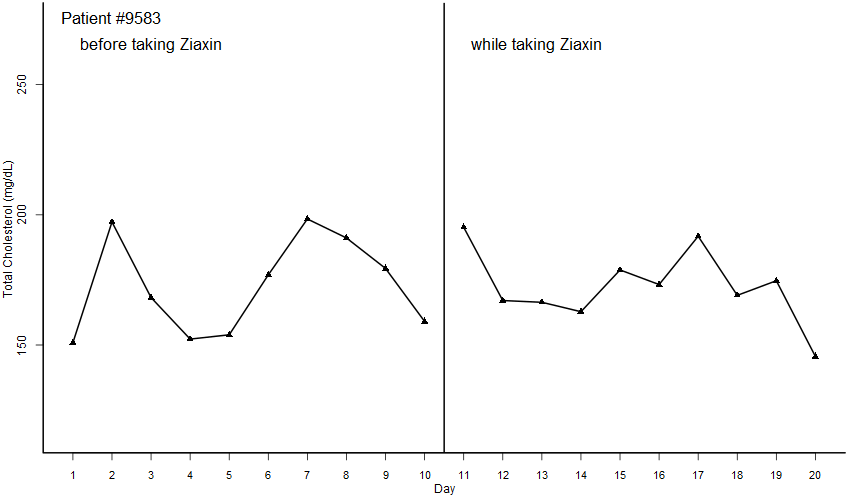 Patient #9583
before taking Ziaxin
while taking Ziaxin
Total Cholesterol (mg/dL)
250
200
150
1 2 3 4 5 6 7 8 9 10 11 12 13 14 15 16 17 18 19 20
Day